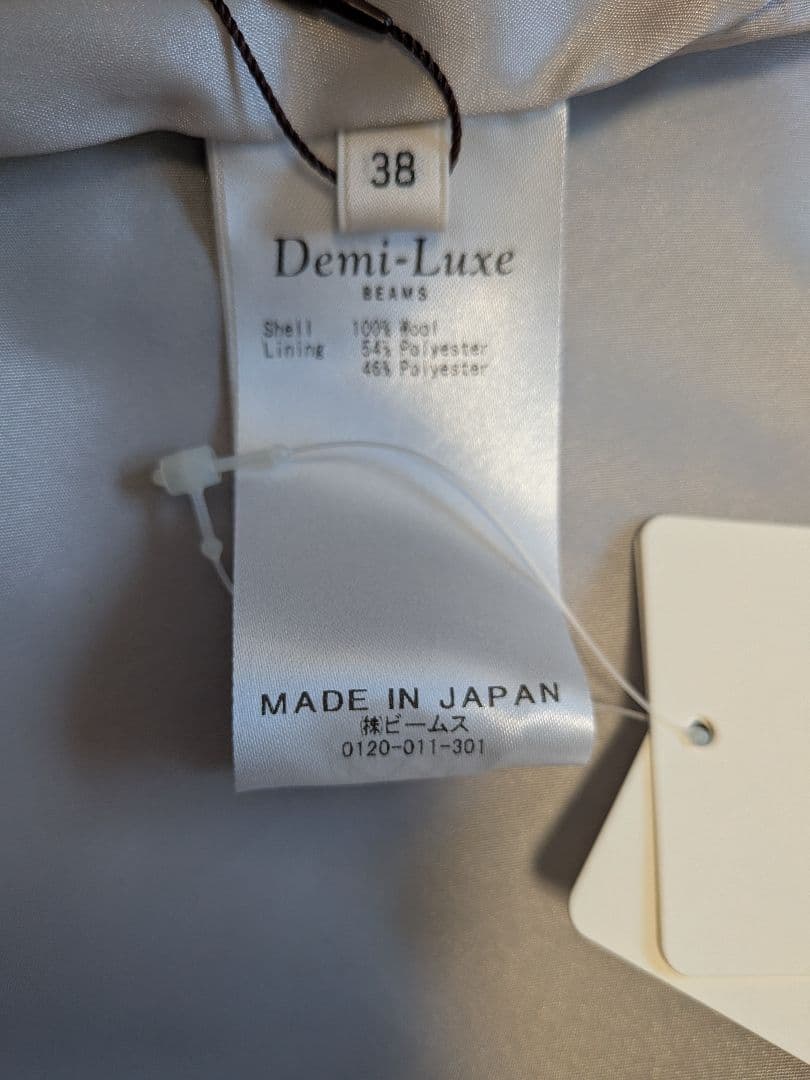 38
Demi-Luxe
BEAMS
Shell 100% Wool
Lining 54% Polyester
46% Polyester
MADE IN JAPAN
㈱ビームス
0120-011-301